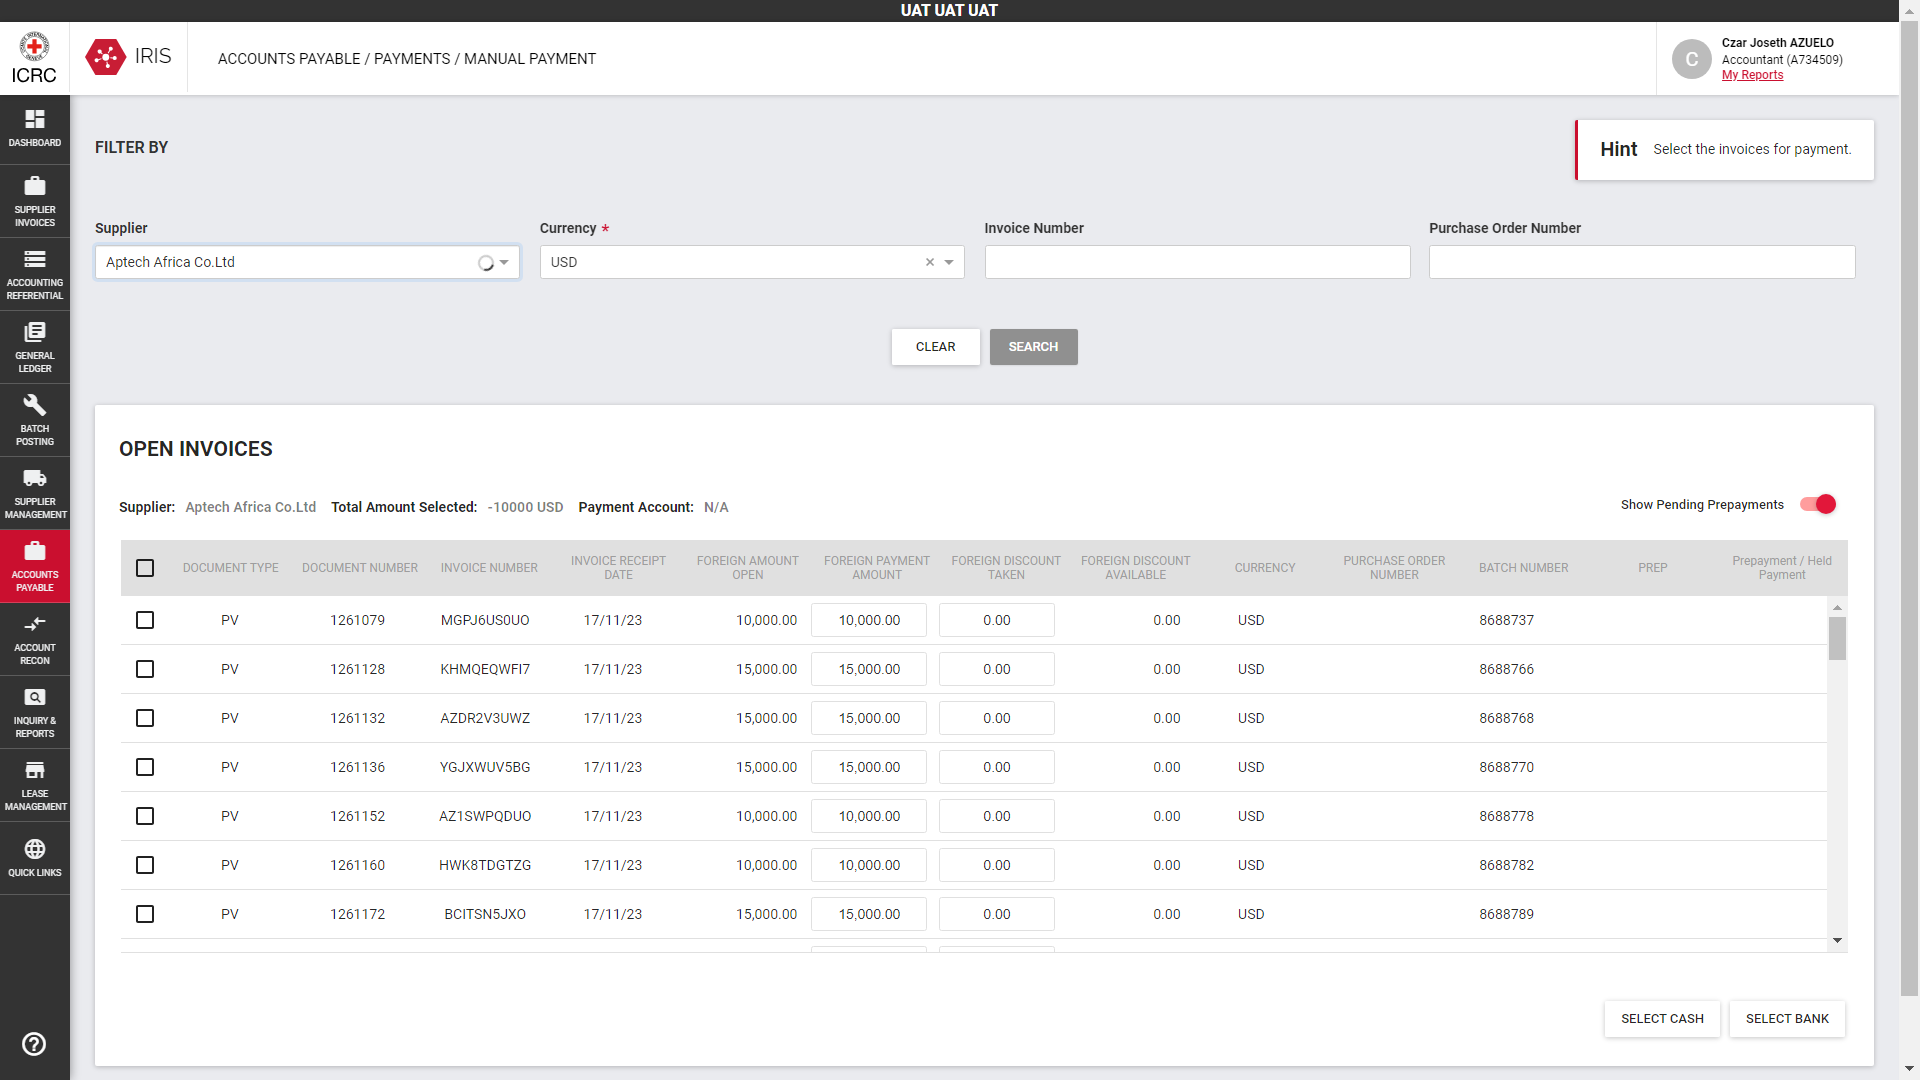 UAT UAT UAT
ICRC
IRIS
ACCOUNTS PAYABLE / PAYMENTS / MANUAL PAYMENT
C
Czar Joseth AZUELO
Accountant (A734509)
My Reports
DASHBOARD
SUPPLIER
INVOICES
ACCOUNTING
REFERENTIAL
GENERAL
LEDGER
BATCH
POSTING
SUPPLIER
MANAGEMENT
ACCOUNTS
PAYABLE
ACCOUNT
RECON
INQUIRY &
REPORTS
LEASE
MANAGEMENT
QUICK LINKS
FILTER BY
Hint Select the invoices for payment.
Supplier Currency * Invoice Number Purchase Order Number
Aptech Africa Co.Ltd USD ×
CLEAR SEARCH
OPEN INVOICES
Supplier: Aptech Africa Co.Ltd Total Amount Selected: -10000 USD Payment Account: N/A
Show Pending Prepayments
DOCUMENT TYPE DOCUMENT NUMBER INVOICE NUMBER INVOICE RECEIPT DATE FOREIGN AMOUNT OPEN FOREIGN PAYMENT AMOUNT FOREIGN DISCOUNT TAKEN FOREIGN DISCOUNT AVAILABLE CURRENCY PURCHASE ORDER NUMBER BATCH NUMBER PREP Prepayment / Held Payment
PV 1261079 MGPJ6US0UO 17/11/23 10,000.00 10,000.00 0.00 0.00 USD 8688737
PV 1261128 KHMQEQWFI7 17/11/23 15,000.00 15,000.00 0.00 0.00 USD 8688766
PV 1261132 AZDR2V3UWZ 17/11/23 15,000.00 15,000.00 0.00 0.00 USD 8688768
PV 1261136 YGJXWUV5BG 17/11/23 15,000.00 15,000.00 0.00 0.00 USD 8688770
PV 1261152 AZ1SWPQDUO 17/11/23 10,000.00 10,000.00 0.00 0.00 USD 8688778
PV 1261160 HWK8TDGTZG 17/11/23 10,000.00 10,000.00 0.00 0.00 USD 8688782
PV 1261172 BCITSN5JXO 17/11/23 15,000.00 15,000.00 0.00 0.00 USD 8688789
SELECT CASH SELECT BANK